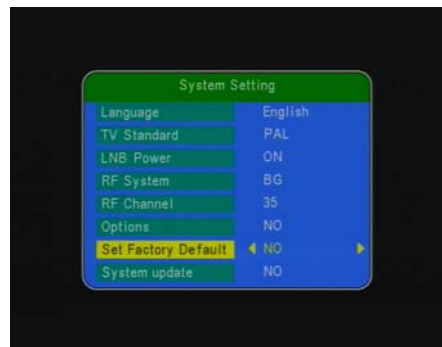 System Setting
Language English
TV Standard PAL
LNB Power ON
RF System BG
RF Channel 35
Options NO
Set Factory Default NO
System update NO